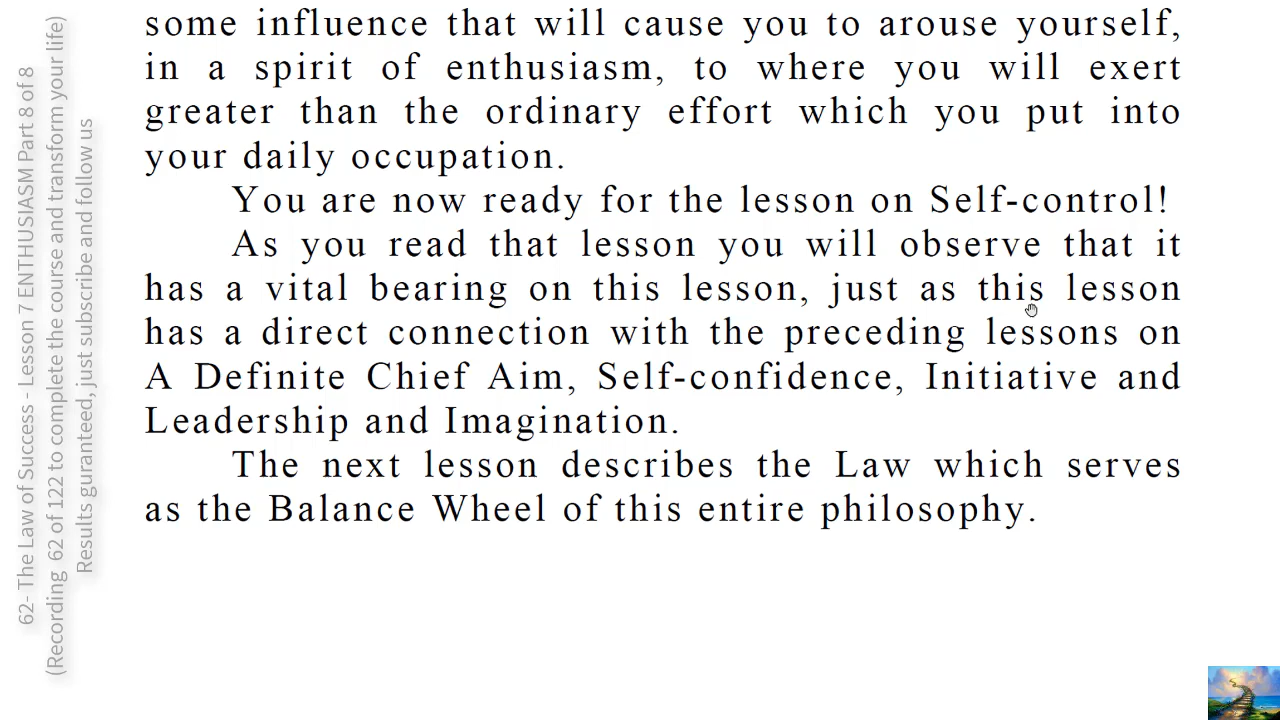 some influence that will cause you to arouse yourself,
in a spirit of enthusiasm, to where you will exert
greater than the ordinary effort which you put into
your daily occupation.
You are now ready for the lesson on Self-control!
As you read that lesson you will observe that it
has a vital bearing on this lesson, just as this lesson
has a direct connection with the preceding lessons on
A Definite Chief Aim, Self-confidence, Initiative and
Leadership and Imagination.
The next lesson describes the Law which serves
as the Balance Wheel of this entire philosophy.
62- The Law of Success - Lesson 7 ENTHUSIASM Part 8 of 8
(Recording 62 of 122 to complete the course and transform your life)
Results guranteed, just subscribe and follow us